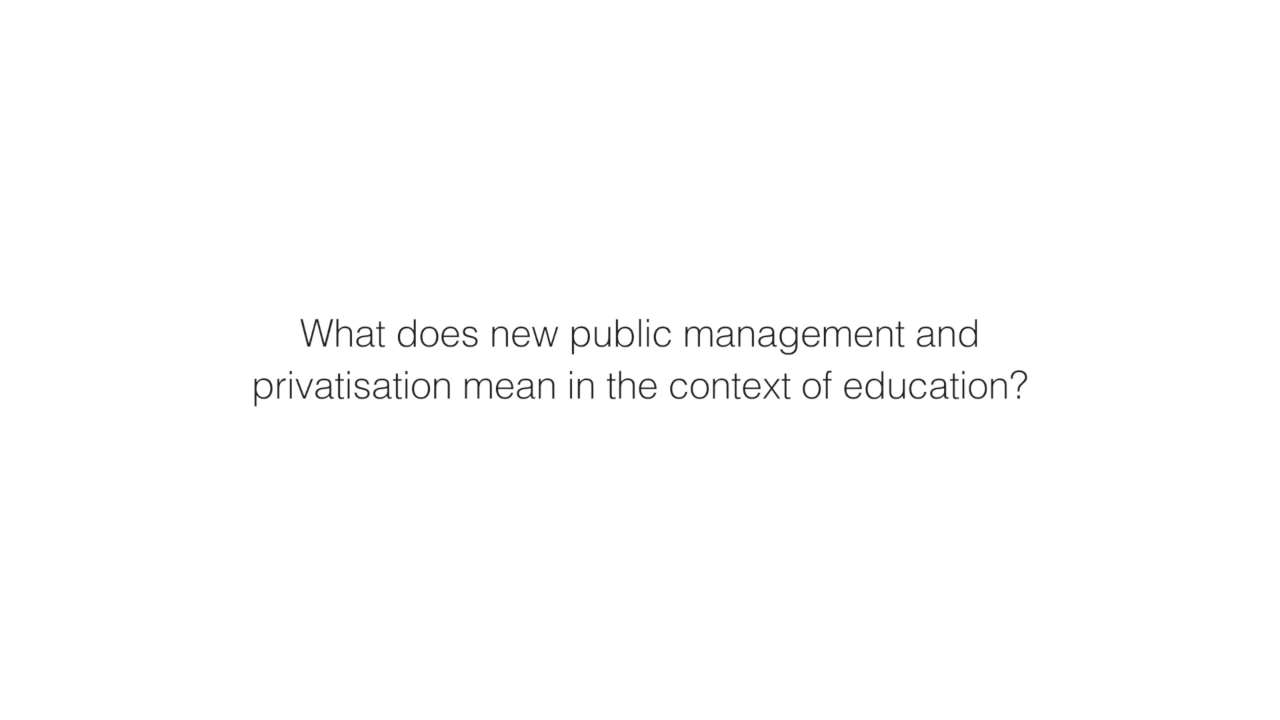 What does new public management and
privatisation mean in the context of education?